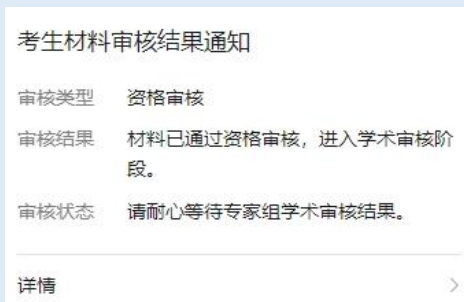 考生材料审核结果通知
审核类型 资格审核
审核结果 材料已通过资格审核，进入学术审核阶
段。
审核状态 请耐心等待专家组学术审核结果。
详情